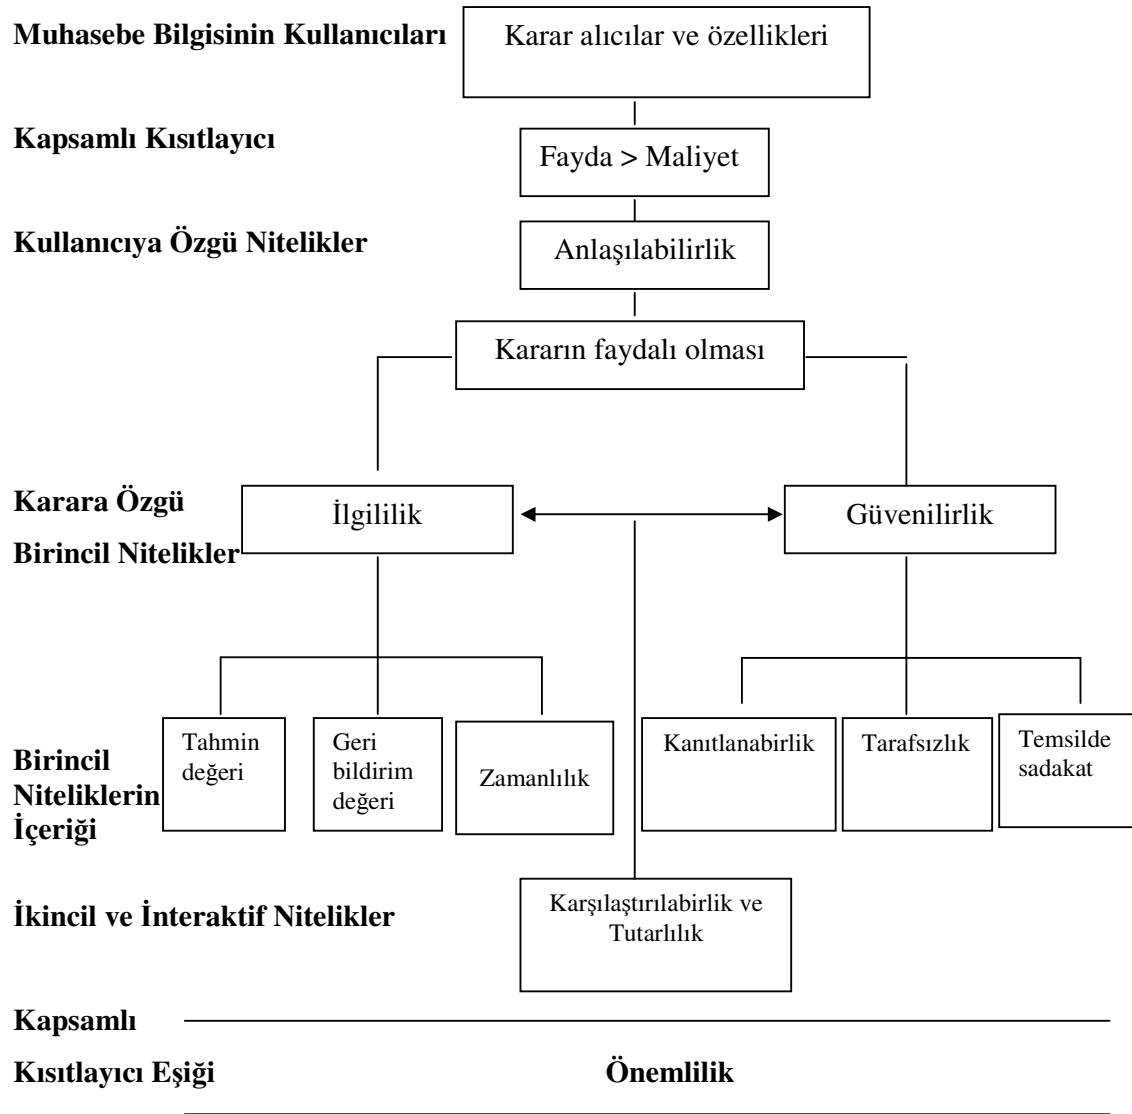 Muhasebe Bilgisinin Kullanıcıları
Karar alıcılar ve özellikleri
Kapsamlı Kısıtlayıcı
Fayda > Maliyet
Kullanıcıya Özgü Nitelikler
Anlaşılabilirlik
Kararın faydalı olması
Karara Özgü
Birincil Nitelikler
İlgililik
Güvenilirlik
Birincil
Niteliklerin
İçeriği
Tahmin
değeri
Geri
bildirim
değeri
Zamanlılık
Kanıtlanabirlik
Tarafsızlık
Temsilde
sadakat
İkincil ve İnteraktif Nitelikler
Karşılaştırılabirlik ve
Tutarlılık
Kapsamlı
Kısıtlayıcı Eşiği
Önemlilik